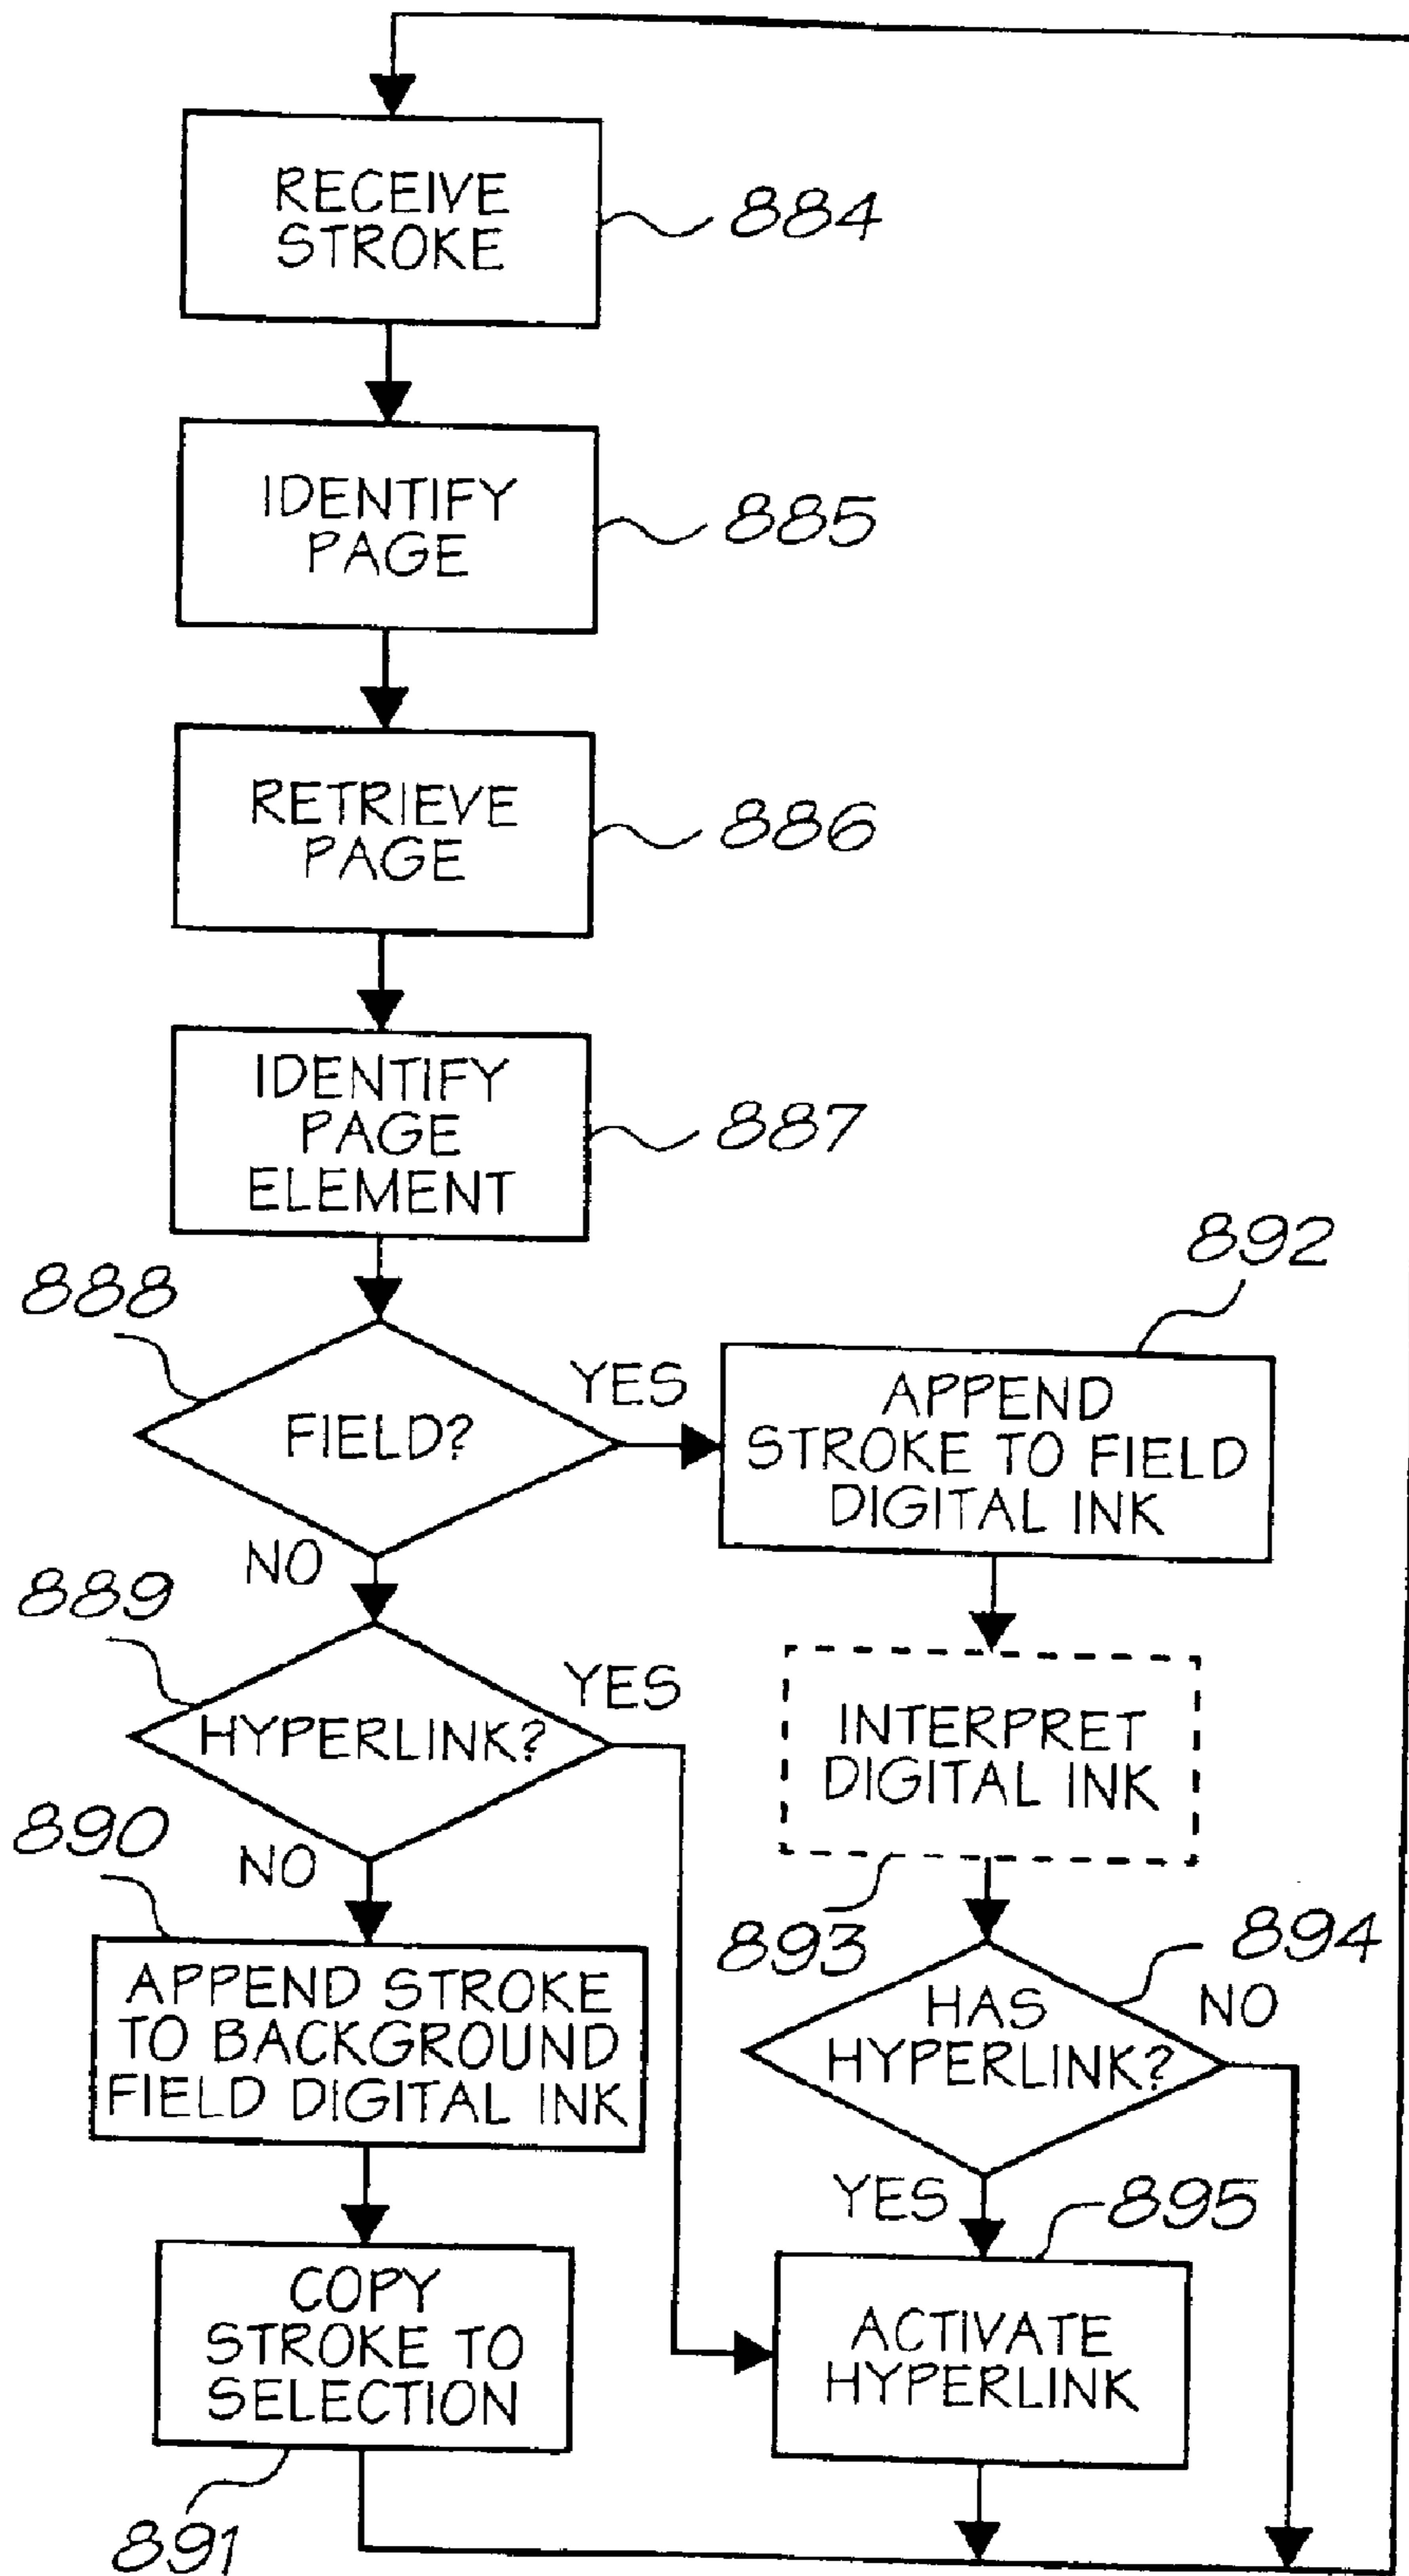 RECEIVE
STROKE
884
IDENTIFY
PAGE
885
RETRIEVE
PAGE
886
IDENTIFY
PAGE
ELEMENT
887
888
FIELD?
YES
NO
892
APPEND
STROKE TO FIELD
DIGITAL INK
889
HYPERLINK?
YES
NO
INTERPRET
DIGITAL INK
893
890
APPEND STROKE
TO BACKGROUND
FIELD DIGITAL INK
894
HAS
HYPERLINK?
NO
YES
895
COPY
STROKE TO
SELECTION
891
ACTIVATE
HYPERLINK